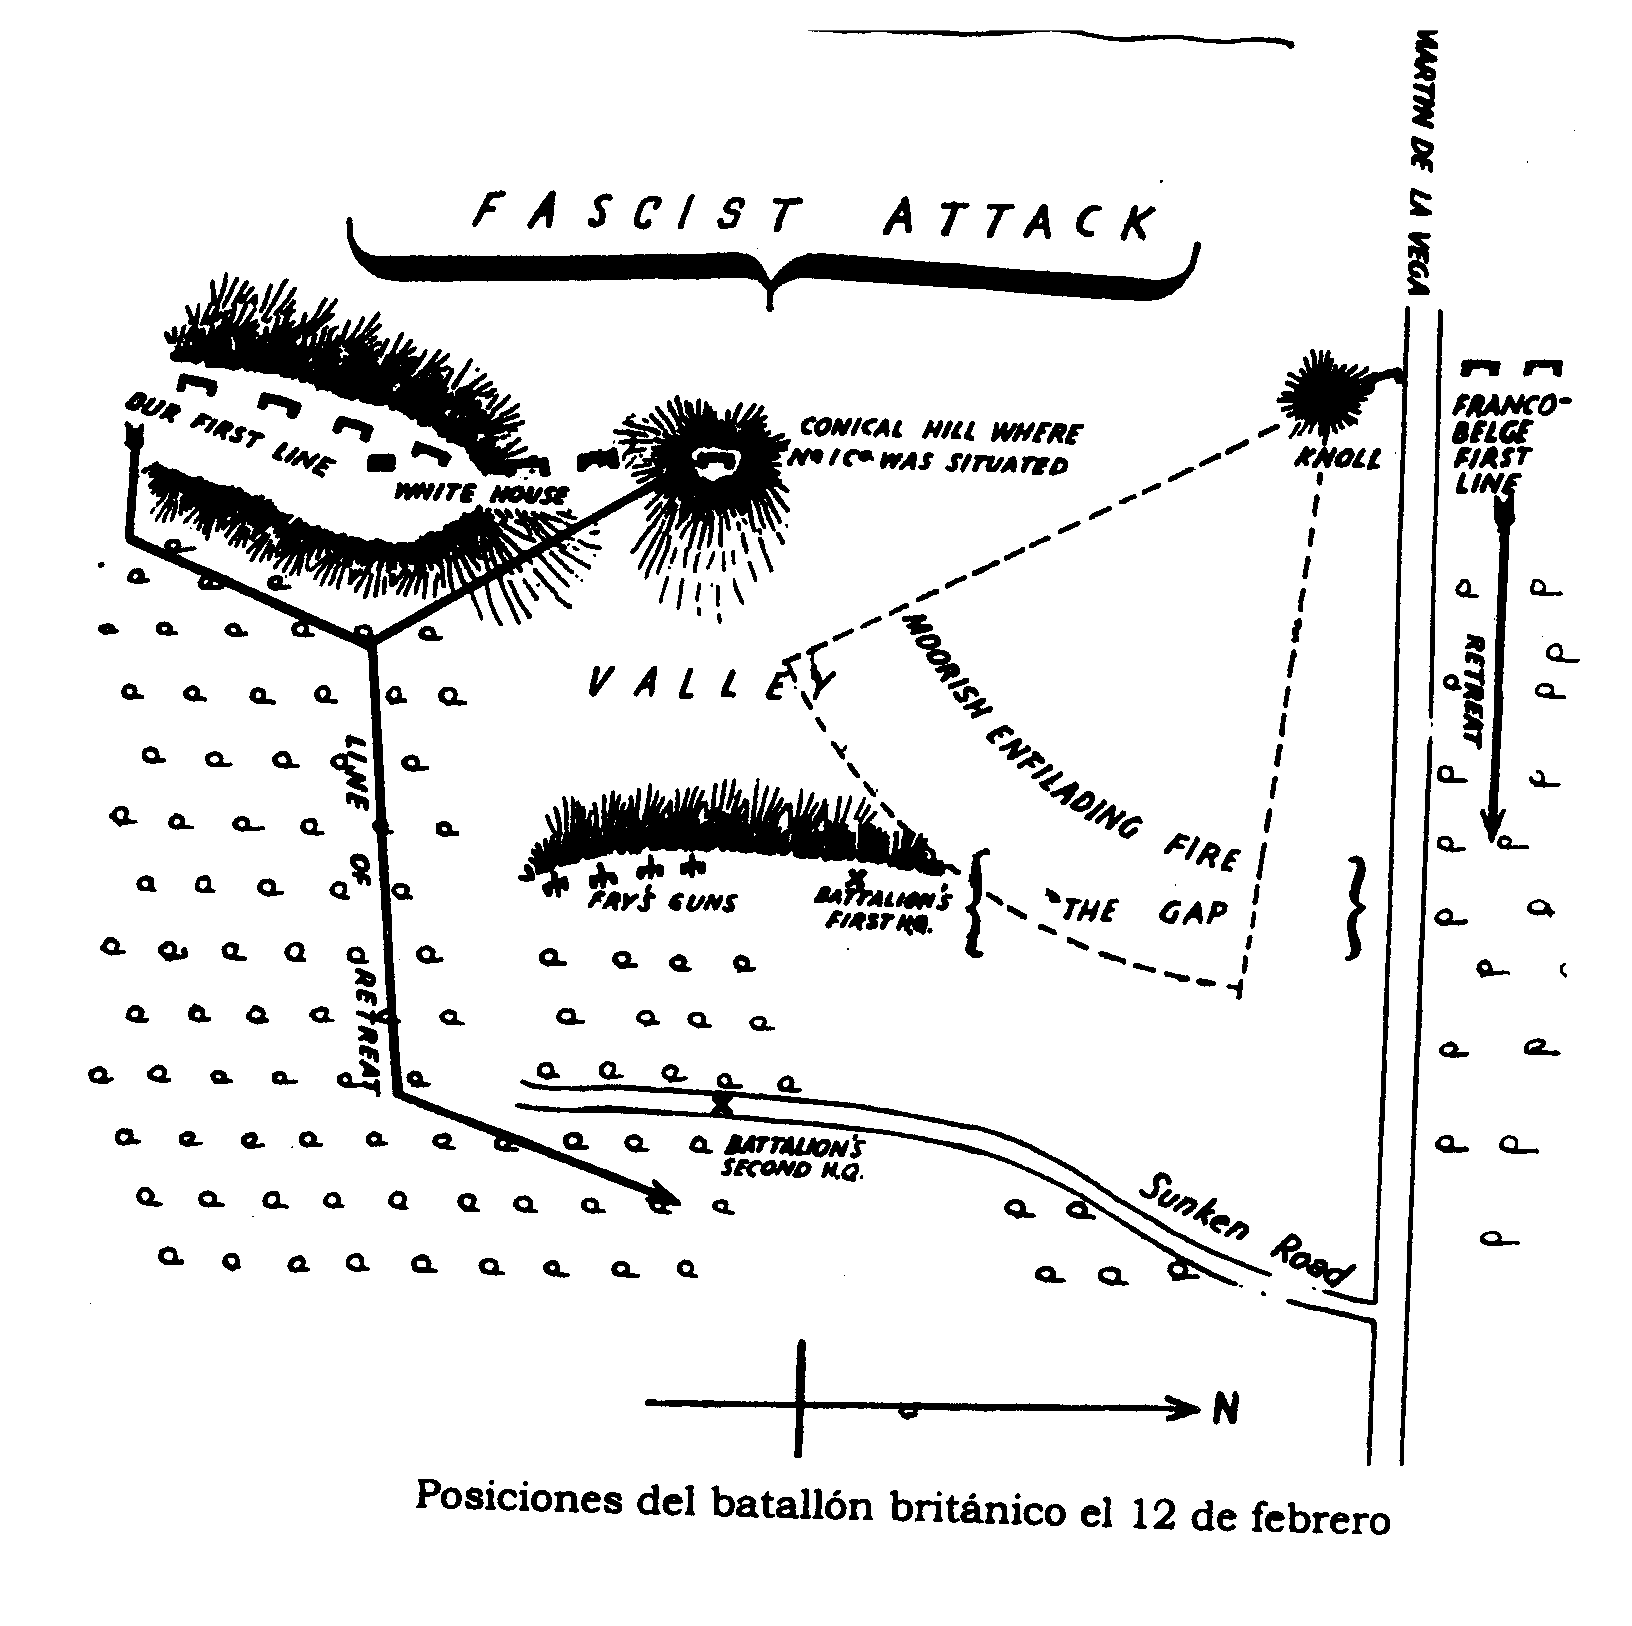 MARTIN DE LA VEGA
FASCIST ATTACK
OUR FIRST LINE
WHITE HOUSE
CONICAL HILL WHERE
Nº 1 Cº WAS SITUATED
KNOLL
FRANCO-
BELGE
FIRST
LINE
RETREAT
VALLEY
MOORISH ENFILADING FIRE
LINE OF RETREAT
FRY'S GUNS
BATTALION'S
FIRST H.Q.
"THE GAP
BATTALION'S
SECOND H.Q.
Sunken Road
N
Posiciones del batallón británico el 12 de febrero